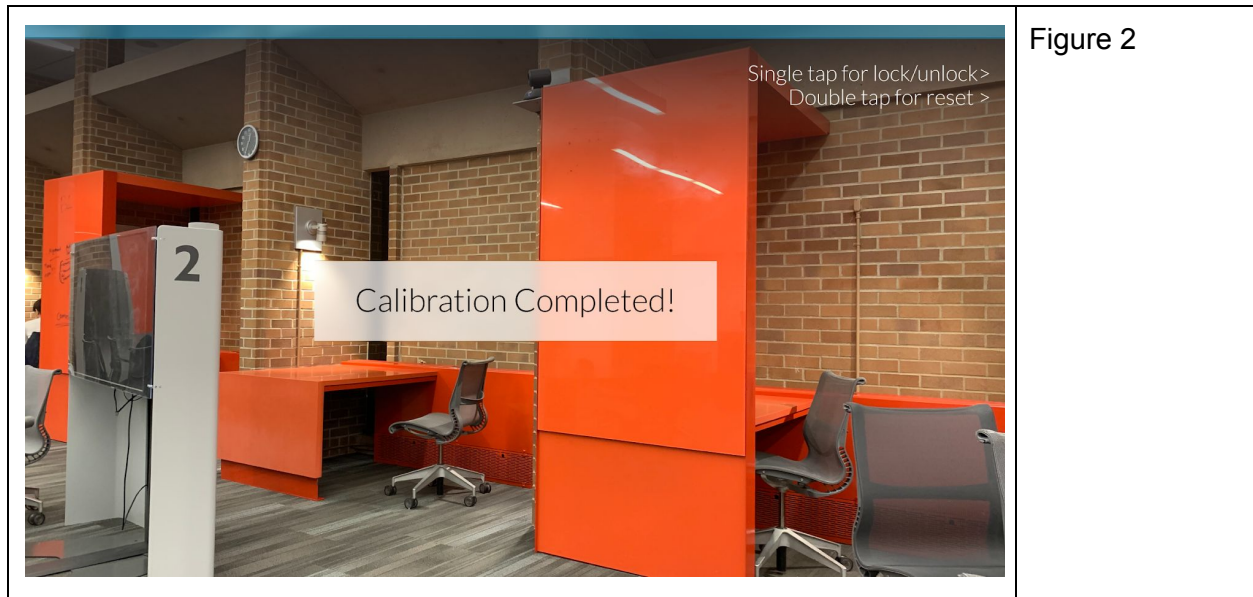 Figure 2
Single tap for lock/unlock>
Double tap for reset >
2
Calibration Completed!